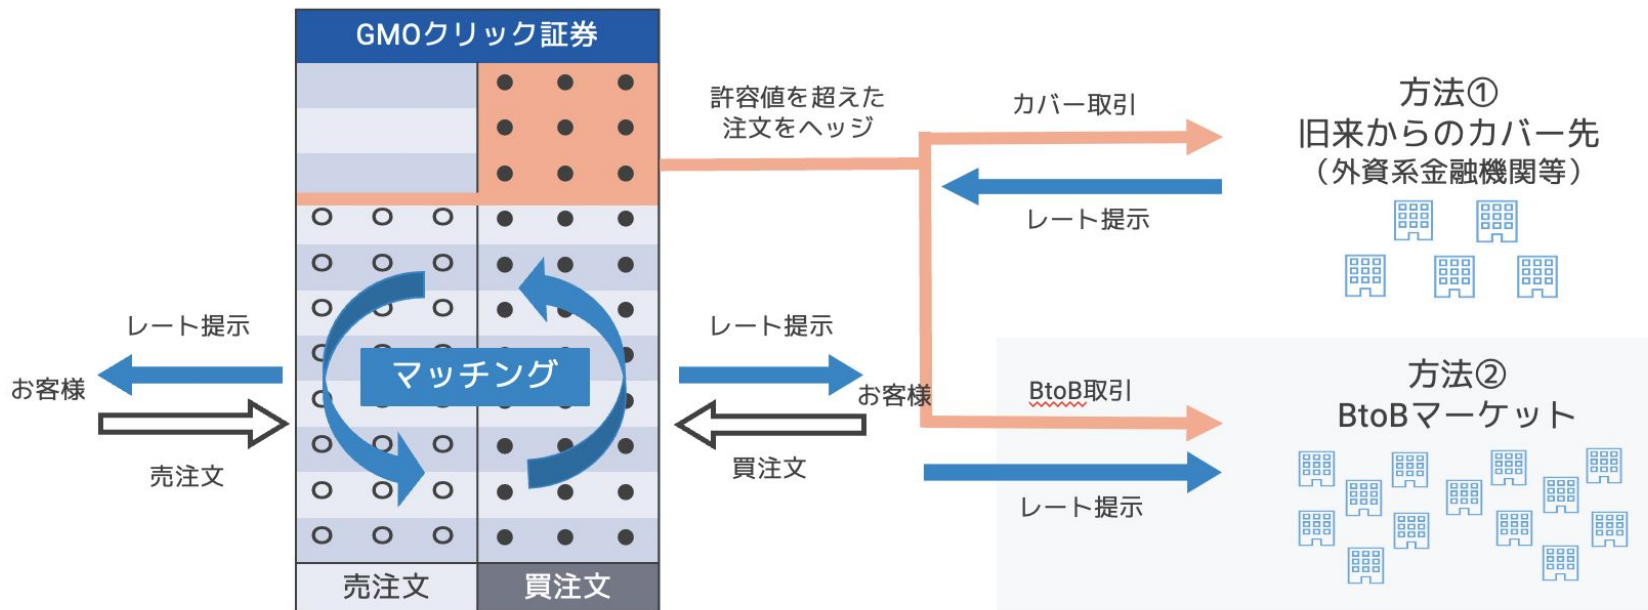 GMOクリック証券
許容値を超えた
注文をヘッジ
カバー取引
レート提示
方法①
旧来からのカバー先
（外資系金融機関等）
レート提示
お客様
売注文
マッチング
レート提示
お客様
買注文
BtoB取引
レート提示
方法②
BtoBマーケット
売注文
買注文